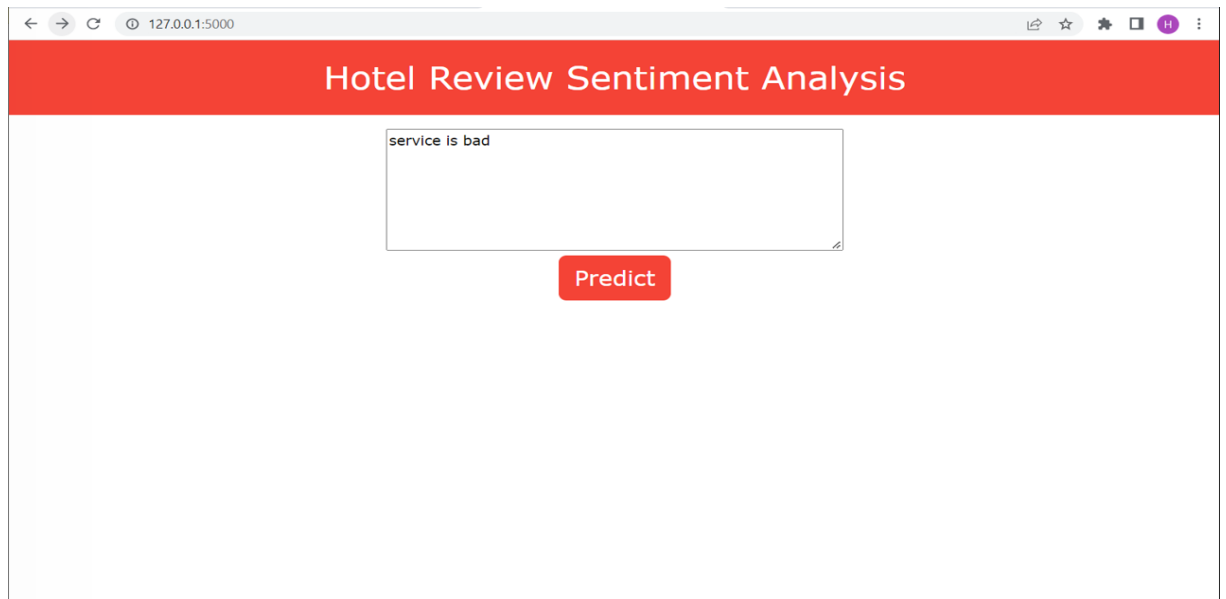 127.0.0.1:5000
H
Hotel Review Sentiment Analysis
service is bad
Predict